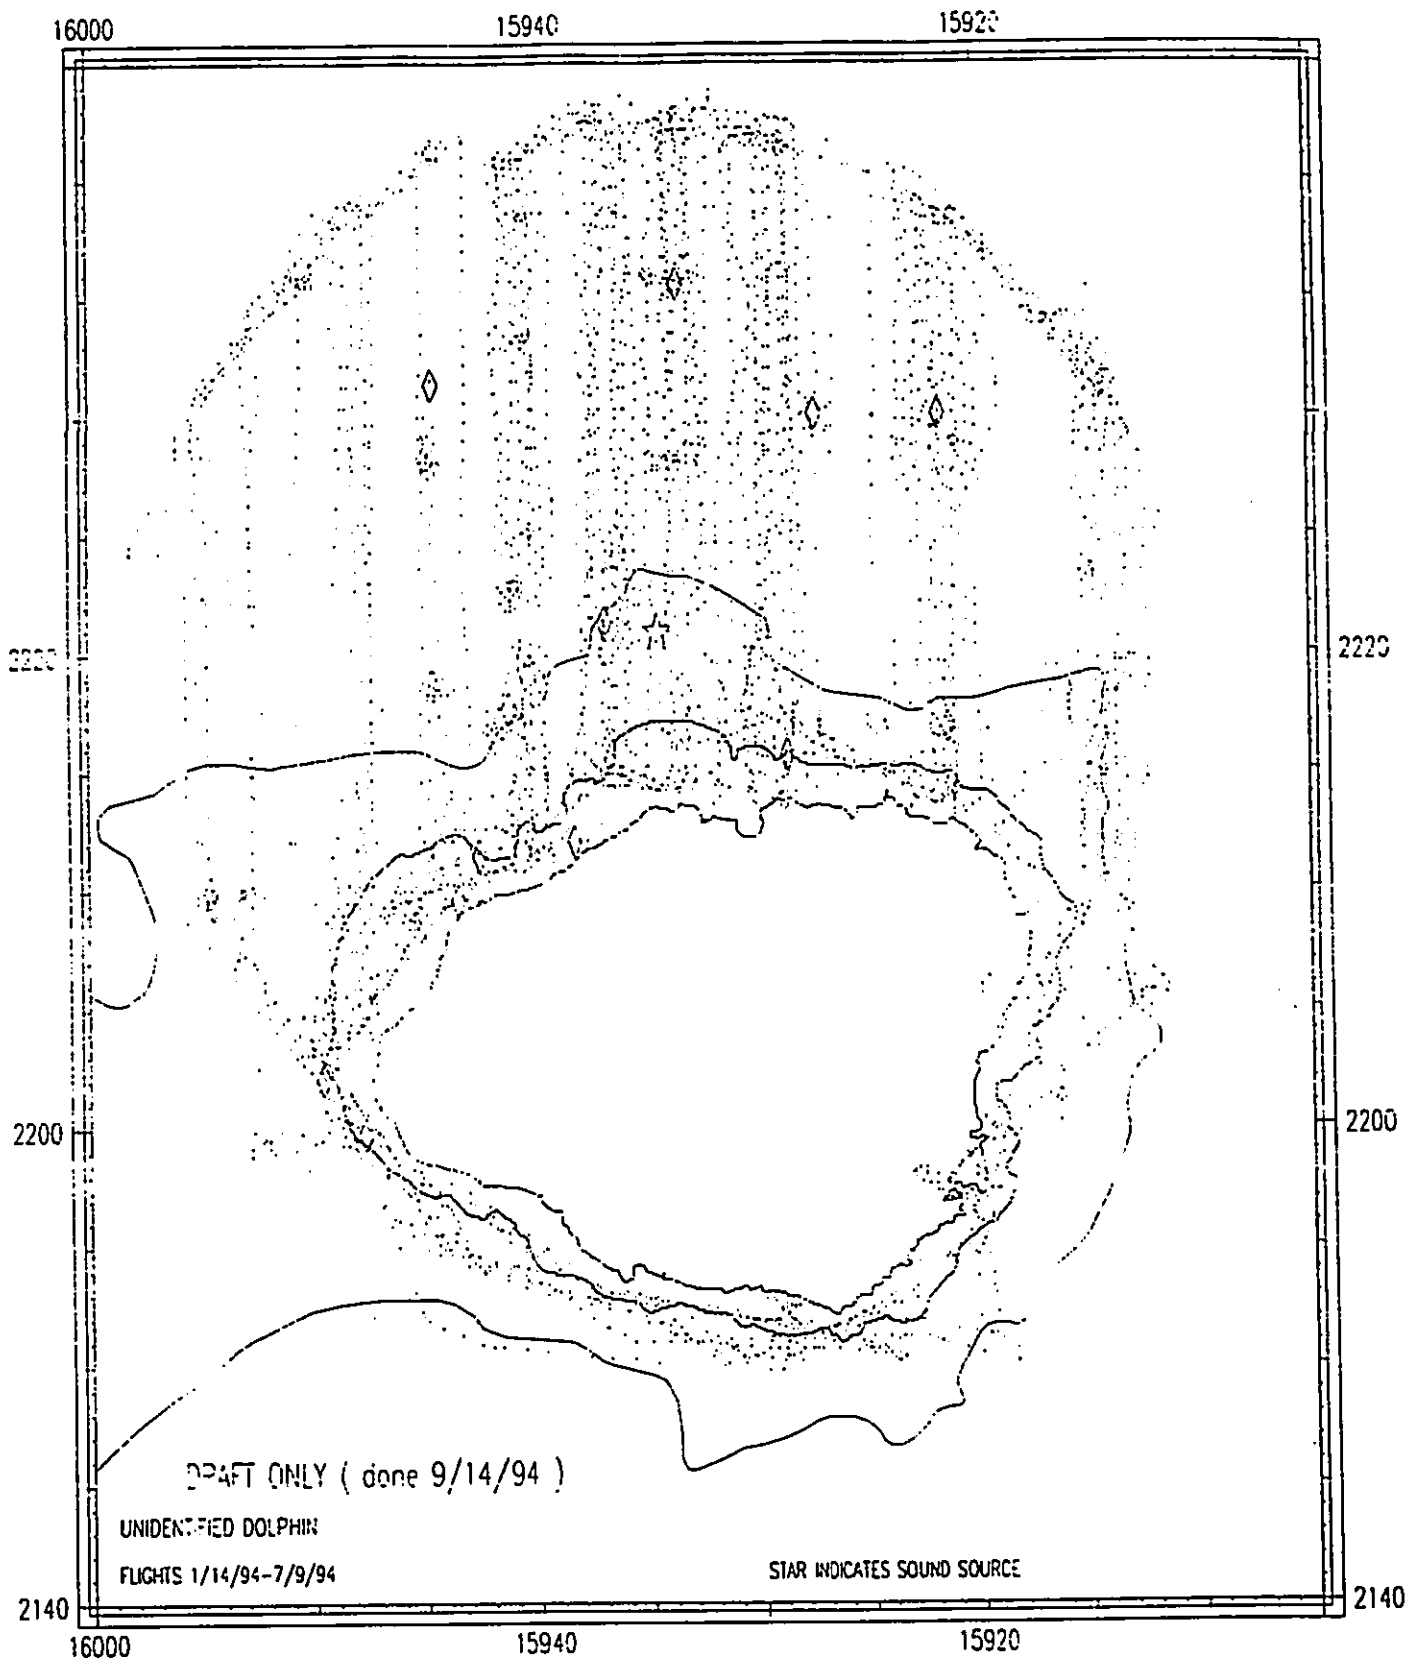 16000 15940 15920
2220 2220
2200 2200
DRAFT ONLY ( done 9/14/94 )
UNIDENTIFIED DOLPHIN
FLIGHTS 1/14/94-7/9/94
STAR INDICATES SOUND SOURCE
2140 2140
16000 15940 15920